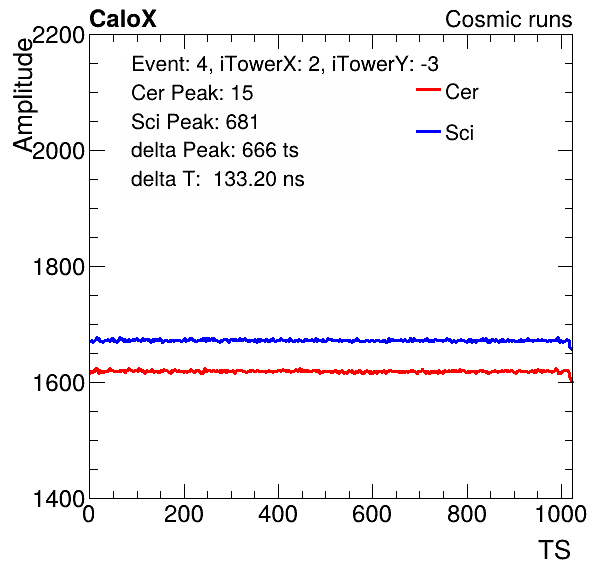 CaloX Cosmic runs
Amplitude
2200
2000
1800
1600
1400
Event: 4, iTowerX: 2, iTowerY: -3
Cer Peak: 15
Sci Peak: 681
delta Peak: 666 ts
delta T:  133.20 ns
Cer
Sci
0 200 400 600 800 1000
TS